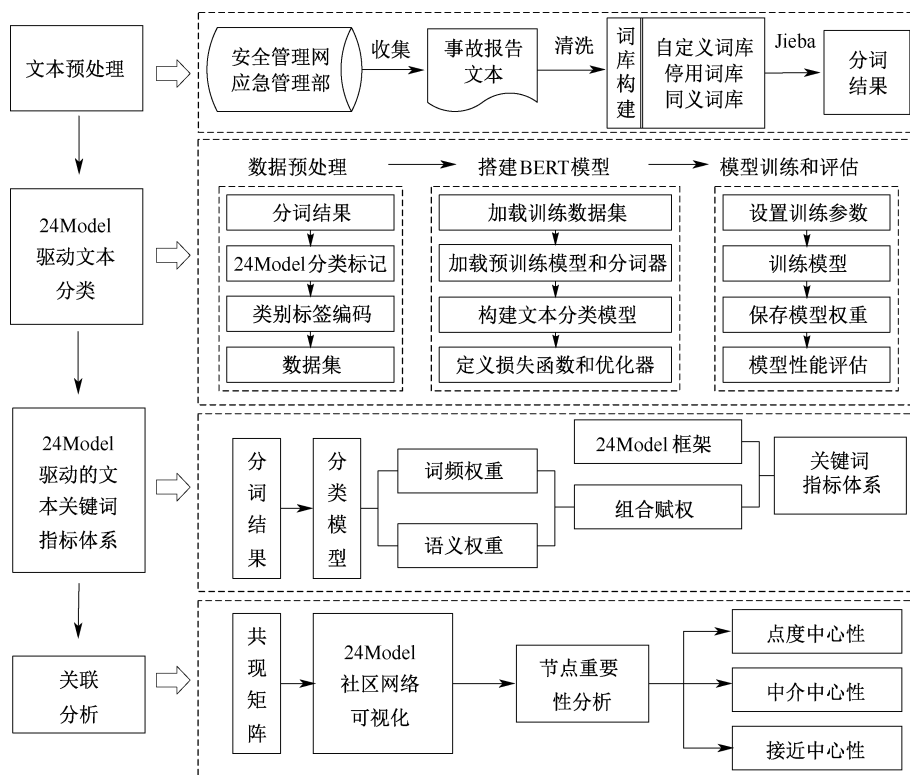 文本预处理
安全管理网
应急管理部
收集
事故报告
文本
清洗
词库构建
自定义词库
停用词库
同义词库
Jieba
分词
结果
24Model
驱动文本
分类
数据预处理
搭建BERT模型
模型训练和评估
分词结果
24Model分类标记
类别标签编码
数据集
加载训练数据集
加载预训练模型和分词器
构建文本分类模型
定义损失函数和优化器
设置训练参数
训练模型
保存模型权重
模型性能评估
24Model
驱动的文
本关键词
指标体系
分词结果
分类模型
词频权重
语义权重
24Model 框架
组合赋权
关键词
指标体系
关联
分析
共现矩阵
24Model
社区网络
可视化
节点重要
性分析
点度中心性
中介中心性
接近中心性